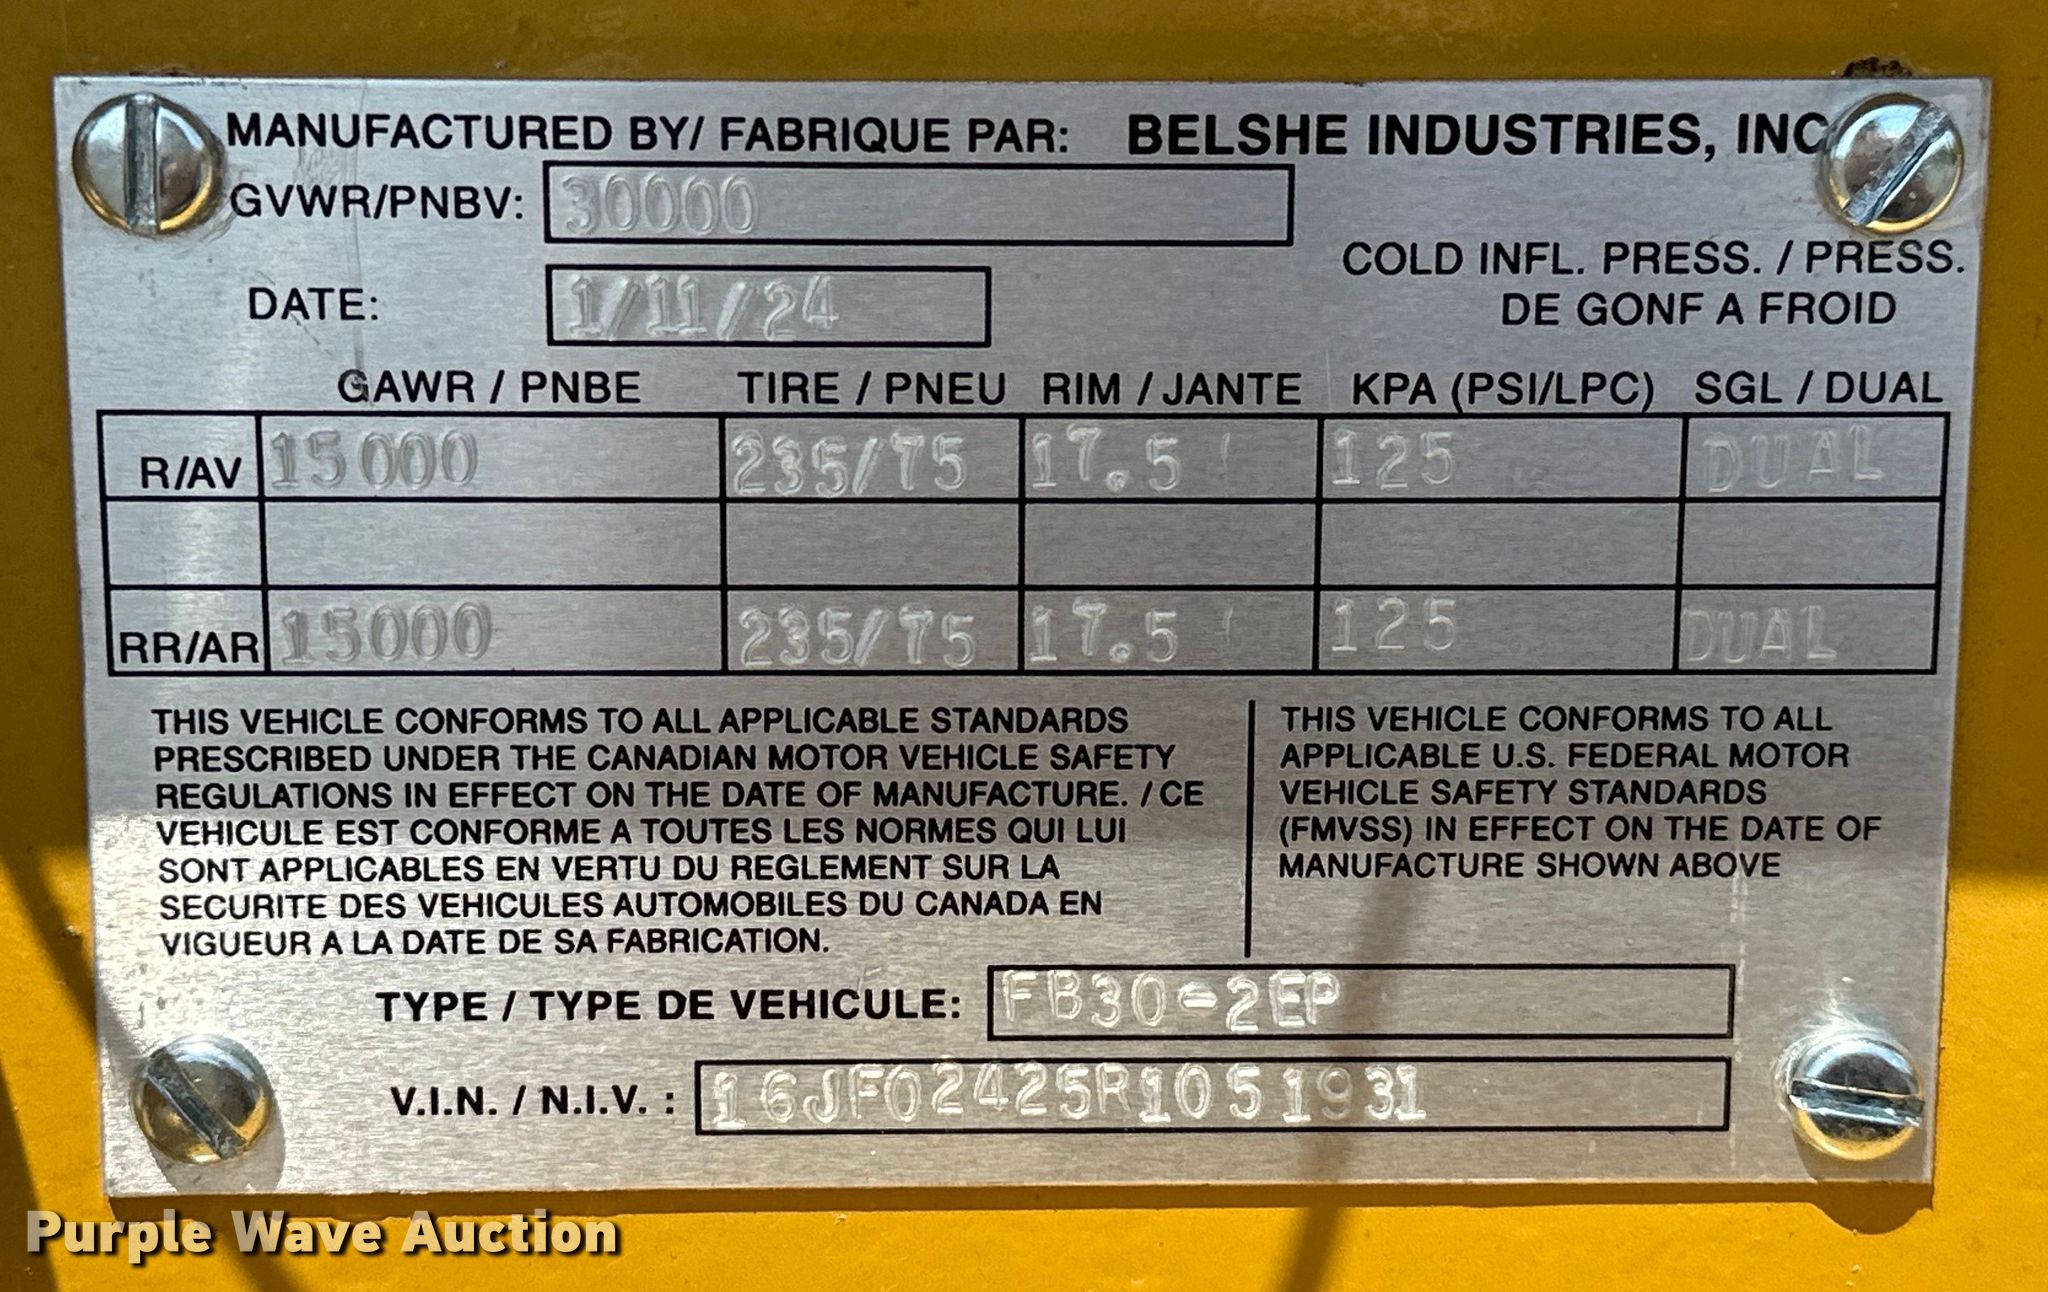 MANUFACTURED BY/ FABRIQUE PAR: BELSHE INDUSTRIES, INC
GVWR/PNBV: 30000
COLD INFL. PRESS. / PRESS.
DE GONF A FROID
DATE: 1/11/24
GAWR / PNBE TIRE / PNEU RIM / JANTE KPA (PSI/LPC) SGL / DUAL
R/AV 15000 235/75 17.5 125 DUAL
RR/AR 15000 235/75 17.5 125 DUAL
THIS VEHICLE CONFORMS TO ALL APPLICABLE STANDARDS
PRESCRIBED UNDER THE CANADIAN MOTOR VEHICLE SAFETY
REGULATIONS IN EFFECT ON THE DATE OF MANUFACTURE. / CE
VEHICULE EST CONFORME A TOUTES LES NORMES QUI LUI
SONT APPLICABLES EN VERTU DU REGLEMENT SUR LA
SECURITE DES VEHICULES AUTOMOBILES DU CANADA EN
VIGUEUR A LA DATE DE SA FABRICATION.
THIS VEHICLE CONFORMS TO ALL
APPLICABLE U.S. FEDERAL MOTOR
VEHICLE SAFETY STANDARDS
(FMVSS) IN EFFECT ON THE DATE OF
MANUFACTURE SHOWN ABOVE
TYPE / TYPE DE VEHICULE: FB30-2EP
V.I.N. / N.I.V. : 16JF02425R1051931
Purple Wave Auction